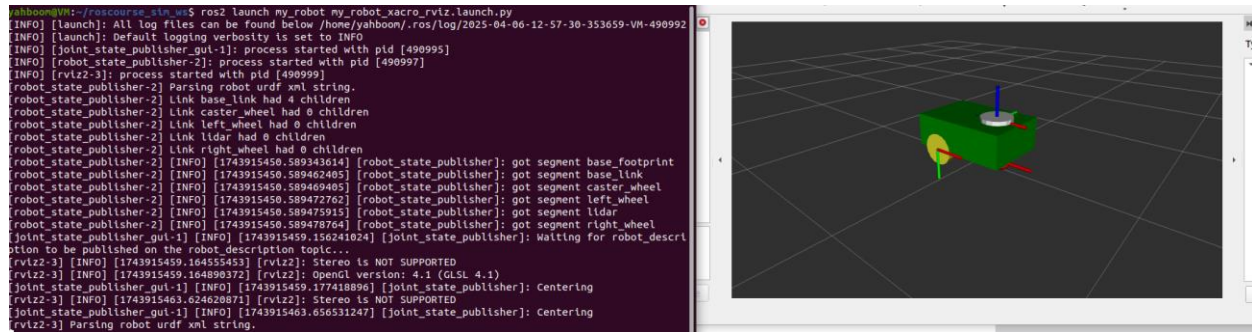 yahboom@VM:~/roscourse_sim_ws$ ros2 launch my_robot my_robot_xacro_rviz.launch.py
[INFO] [launch]: All log files can be found below /home/yahboom/.ros/log/2025-04-06-12-57-30-353659-VM-490992
[INFO] [launch]: Default logging verbosity is set to INFO
[INFO] [joint_state_publisher_gui-1]: process started with pid [490995]
[INFO] [robot_state_publisher-2]: process started with pid [490997]
[INFO] [rviz2-3]: process started with pid [490999]
[robot_state_publisher-2] Parsing robot urdf xml string.
[robot_state_publisher-2] Link base_link had 4 children
[robot_state_publisher-2] Link caster_wheel had 0 children
[robot_state_publisher-2] Link left_wheel had 0 children
[robot_state_publisher-2] Link lidar had 0 children
[robot_state_publisher-2] Link right_wheel had 0 children
[robot_state_publisher-2] [INFO] [1743915450.589343614] [robot_state_publisher]: got segment base_footprint
[robot_state_publisher-2] [INFO] [1743915450.589462405] [robot_state_publisher]: got segment base_link
[robot_state_publisher-2] [INFO] [1743915450.589469405] [robot_state_publisher]: got segment caster_wheel
[robot_state_publisher-2] [INFO] [1743915450.589472762] [robot_state_publisher]: got segment left_wheel
[robot_state_publisher-2] [INFO] [1743915450.589475915] [robot_state_publisher]: got segment lidar
[robot_state_publisher-2] [INFO] [1743915450.589478764] [robot_state_publisher]: got segment right_wheel
[joint_state_publisher_gui-1] [INFO] [1743915459.156241024] [joint_state_publisher]: Waiting for robot_descri
ption to be published on the robot_description topic...
[rviz2-3] [INFO] [1743915459.164555453] [rviz2]: Stereo is NOT SUPPORTED
[rviz2-3] [INFO] [1743915459.164890372] [rviz2]: OpenGl version: 4.1 (GLSL 4.1)
[joint_state_publisher_gui-1] [INFO] [1743915459.177418896] [joint_state_publisher]: Centering
[rviz2-3] [INFO] [1743915463.624620871] [rviz2]: Stereo is NOT SUPPORTED
[joint_state_publisher_gui-1] [INFO] [1743915463.656531247] [joint_state_publisher]: Centering
[rviz2-3] Parsing robot urdf xml string.